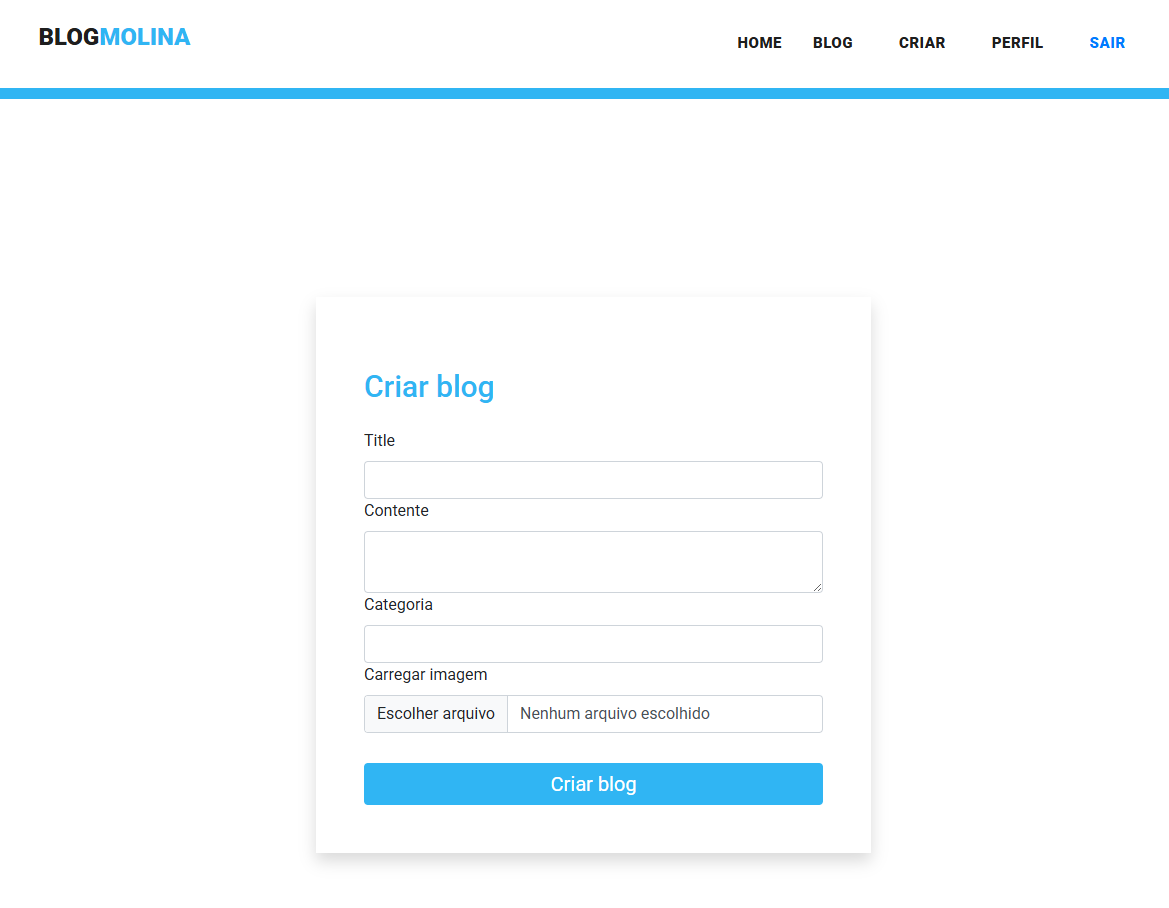 BLOGMOLINA
HOME BLOG CRIAR PERFIL SAIR
Criar blog
Title
Contente
Categoria
Carregar imagem
Escolher arquivo Nenhum arquivo escolhido
Criar blog